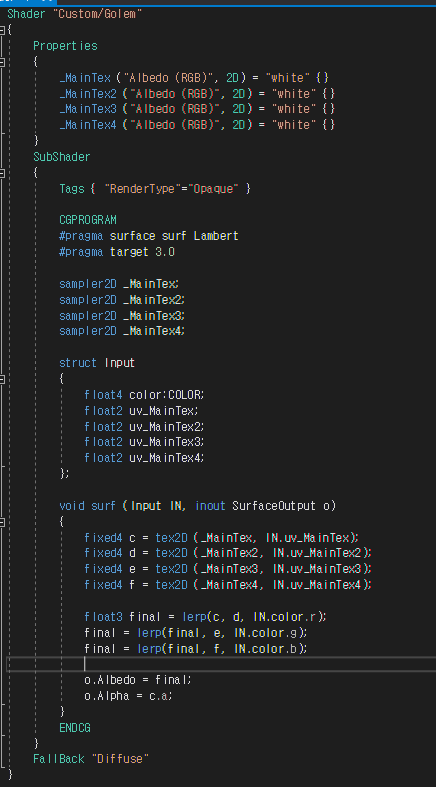 Shader "Custom/Golem"
{
    Properties
    {
        _MainTex ("Albedo (RGB)", 2D) = "white" {}
        _MainTex2 ("Albedo (RGB)", 2D) = "white" {}
        _MainTex3 ("Albedo (RGB)", 2D) = "white" {}
        _MainTex4 ("Albedo (RGB)", 2D) = "white" {}
    }
    SubShader
    {
        Tags { "RenderType"="Opaque" }

        CGPROGRAM
        #pragma surface surf Lambert
        #pragma target 3.0

        sampler2D _MainTex;
        sampler2D _MainTex2;
        sampler2D _MainTex3;
        sampler2D _MainTex4;

        struct Input
        {
            float4 color:COLOR;
            float2 uv_MainTex;
            float2 uv_MainTex2;
            float2 uv_MainTex3;
            float2 uv_MainTex4;
        };

        void surf (Input IN, inout SurfaceOutput o)
        {
            fixed4 c = tex2D (_MainTex, IN.uv_MainTex);
            fixed4 d = tex2D (_MainTex2, IN.uv_MainTex2);
            fixed4 e = tex2D (_MainTex3, IN.uv_MainTex3);
            fixed4 f = tex2D (_MainTex4, IN.uv_MainTex4);

            float3 final = lerp(c, d, IN.color.r);
            final = lerp(final, e, IN.color.g);
            final = lerp(final, f, IN.color.b);

            o.Albedo = final;
            o.Alpha = c.a;
        }
        ENDCG
    }
    FallBack "Diffuse"
}